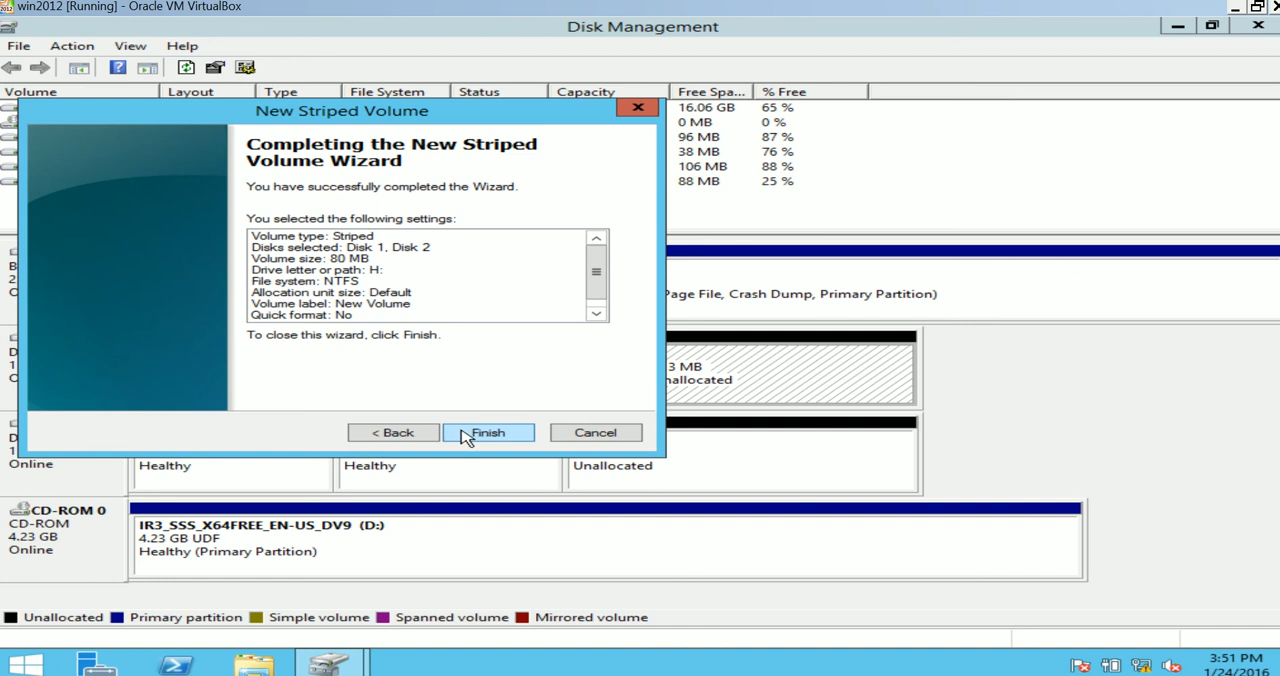 win2012 [Running] - Oracle VM VirtualBox
Disk Management
File Action View Help
Volume Layout Type File System Status Capacity Free Spa... % Free
16.06 GB 65 %
0 MB 0 %
96 MB 87 %
38 MB 76 %
106 MB 88 %
88 MB 25 %
New Striped Volume
Completing the New Striped
Volume Wizard
You have successfully completed the Wizard.
You selected the following settings:
Volume type: Striped
Disks selected: Disk 1, Disk 2
Volume size: 80 MB
Drive letter or path: H:
File system: NTFS
Allocation unit size: Default
Volume label: New Volume
Quick format: No
To close this wizard, click Finish.
< Back Finish Cancel
Page File, Crash Dump, Primary Partition)
3 MB
nallocated
Online
Healthy Healthy Unallocated
CD-ROM 0
CD-ROM
4.23 GB
Online
IR3_SSS_X64FREE_EN-US_DV9 (D:)
4.23 GB UDF
Healthy (Primary Partition)
Unallocated Primary partition Simple volume Spanned volume Mirrored volume
3:51 PM
1/24/2016